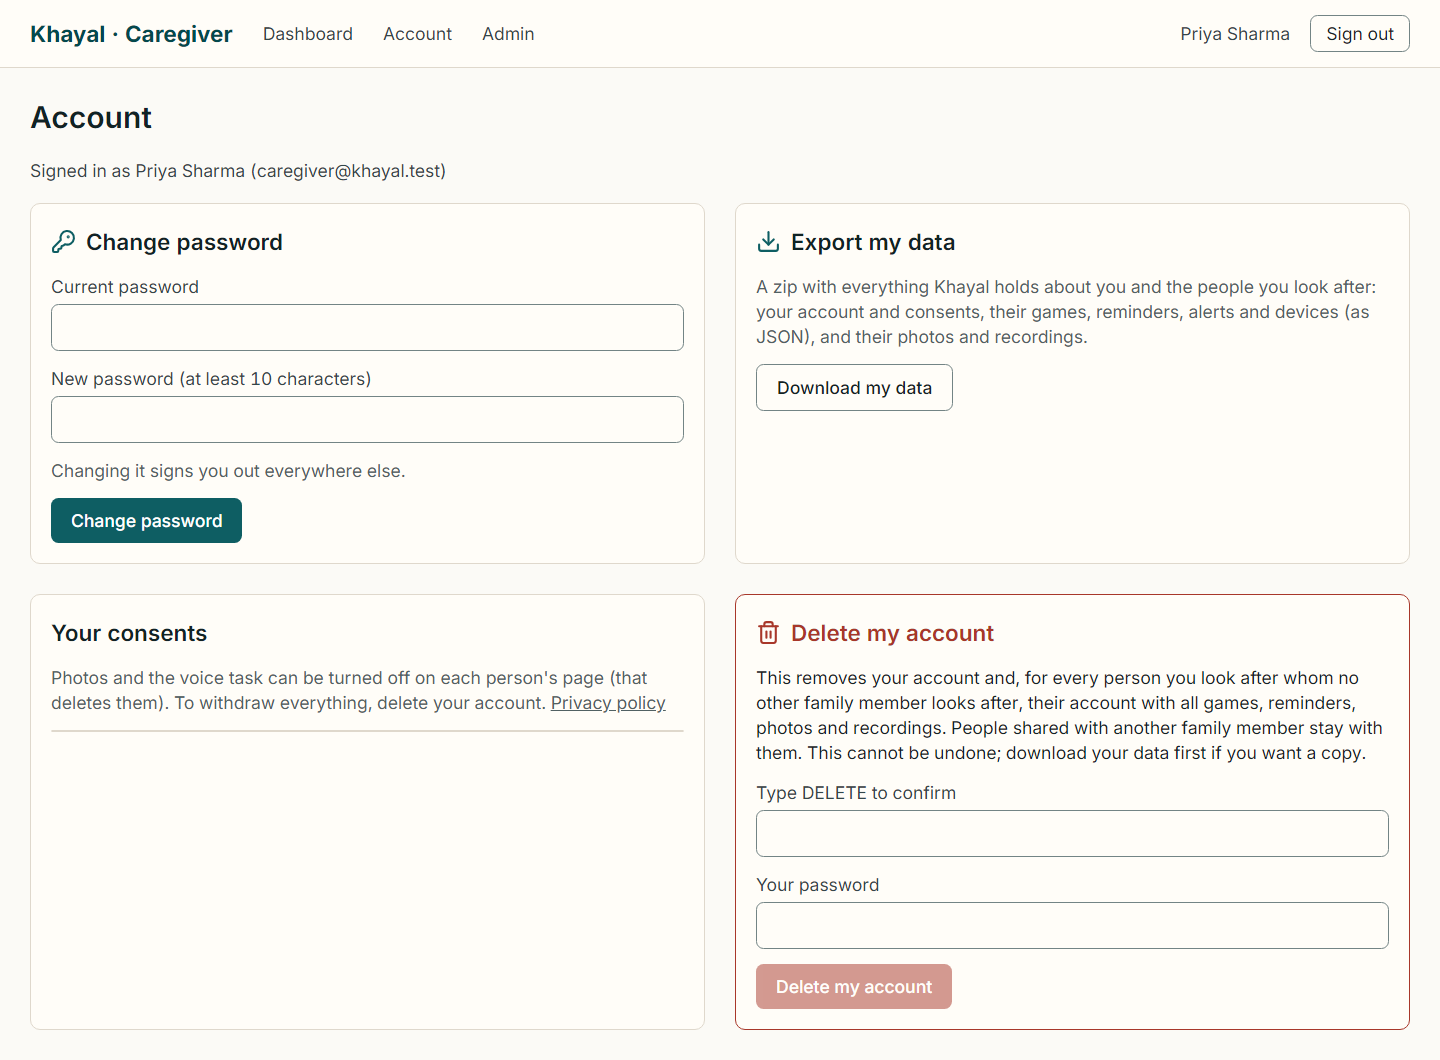 Khayal · Caregiver
Dashboard
Account
Admin
Priya Sharma
Sign out
Account
Signed in as Priya Sharma (caregiver@khayal.test)
Change password
Current password
New password (at least 10 characters)
Changing it signs you out everywhere else.
Change password
Export my data
A zip with everything Khayal holds about you and the people you look after:
your account and consents, their games, reminders, alerts and devices (as
JSON), and their photos and recordings.
Download my data
Your consents
Photos and the voice task can be turned off on each person's page (that
deletes them). To withdraw everything, delete your account. Privacy policy
Delete my account
This removes your account and, for every person you look after whom no
other family member looks after, their account with all games, reminders,
photos and recordings. People shared with another family member stay with
them. This cannot be undone; download your data first if you want a copy.
Type DELETE to confirm
Your password
Delete my account